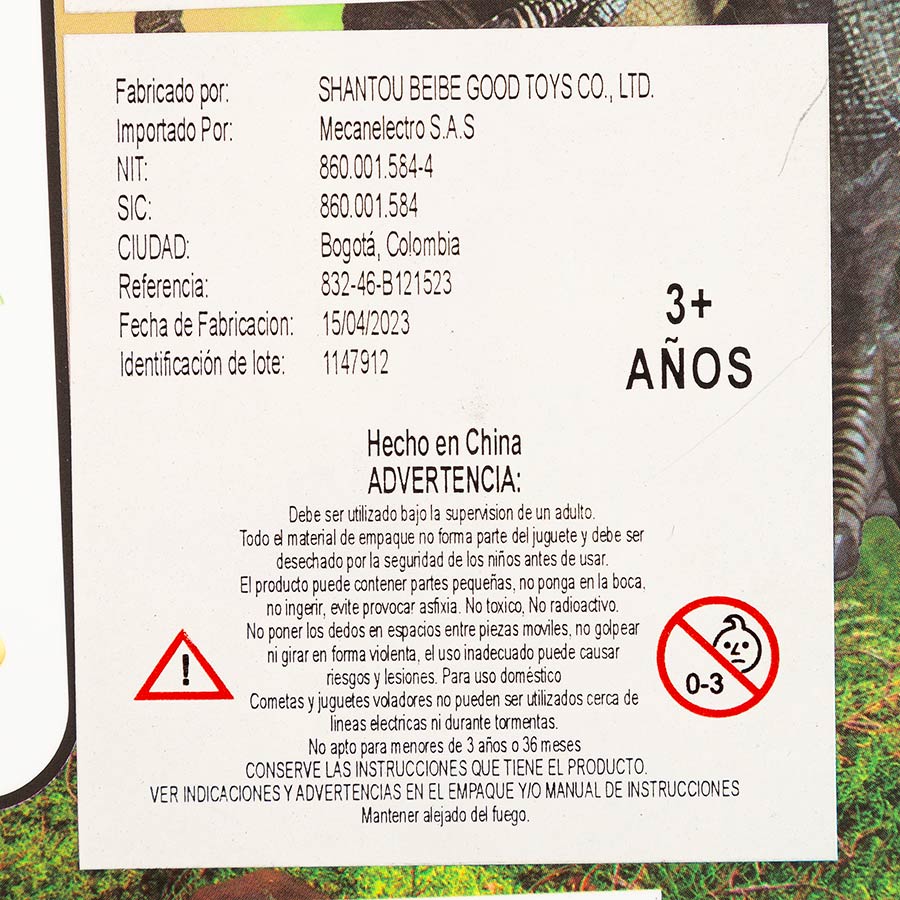 Fabricado por: SHANTOU BEIBE GOOD TOYS CO., LTD.
Importado Por: Mecanelectro S.A.S
NIT: 860.001.584-4
SIC: 860.001.584
CIUDAD: Bogotá, Colombia
Referencia: 832-46-B121523
Fecha de Fabricacion: 15/04/2023
Identificación de lote: 1147912
3+
AÑOS
Hecho en China
ADVERTENCIA:
Debe ser utilizado bajo la supervision de un adulto.
Todo el material de empaque no forma parte del juguete y debe ser
desechado por la seguridad de los niños antes de usar.
El producto puede contener partes pequeñas, no ponga en la boca,
no ingerir, evite provocar asfixia. No toxico, No radioactivo.
No poner los dedos en espacios entre piezas moviles, no golpear
ni girar en forma violenta, el uso inadecuado puede causar
riesgos y lesiones. Para uso doméstico
Cometas y juguetes voladores no pueden ser utilizados cerca de
lineas electricas ni durante tormentas.
No apto para menores de 3 años o 36 meses
CONSERVE LAS INSTRUCCIONES QUE TIENE EL PRODUCTO.
VER INDICACIONES Y ADVERTENCIAS EN EL EMPAQUE Y/O MANUAL DE INSTRUCCIONES
Mantener alejado del fuego.
!
0-3